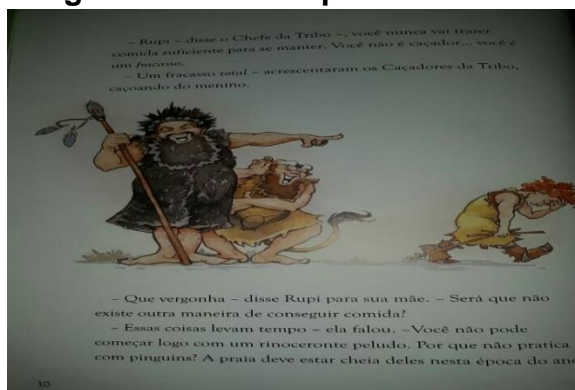 – Rupi – disse o Chefe da Tribo –, você nunca vai trazer
comida suficiente para se manter. Você não é caçador... você é
um fracasso.
– Um fracasso total – acrescentaram os Caçadores da Tribo,
caçoando do menino.
– Que vergonha – disse Rupi para sua mãe. – Será que não
existe outra maneira de conseguir comida?
– Essas coisas levam tempo – ela falou. –Você não pode
começar logo com um rinoceronte peludo. Por que não pratica
com pinguins? A praia deve estar cheia deles nesta época do
10